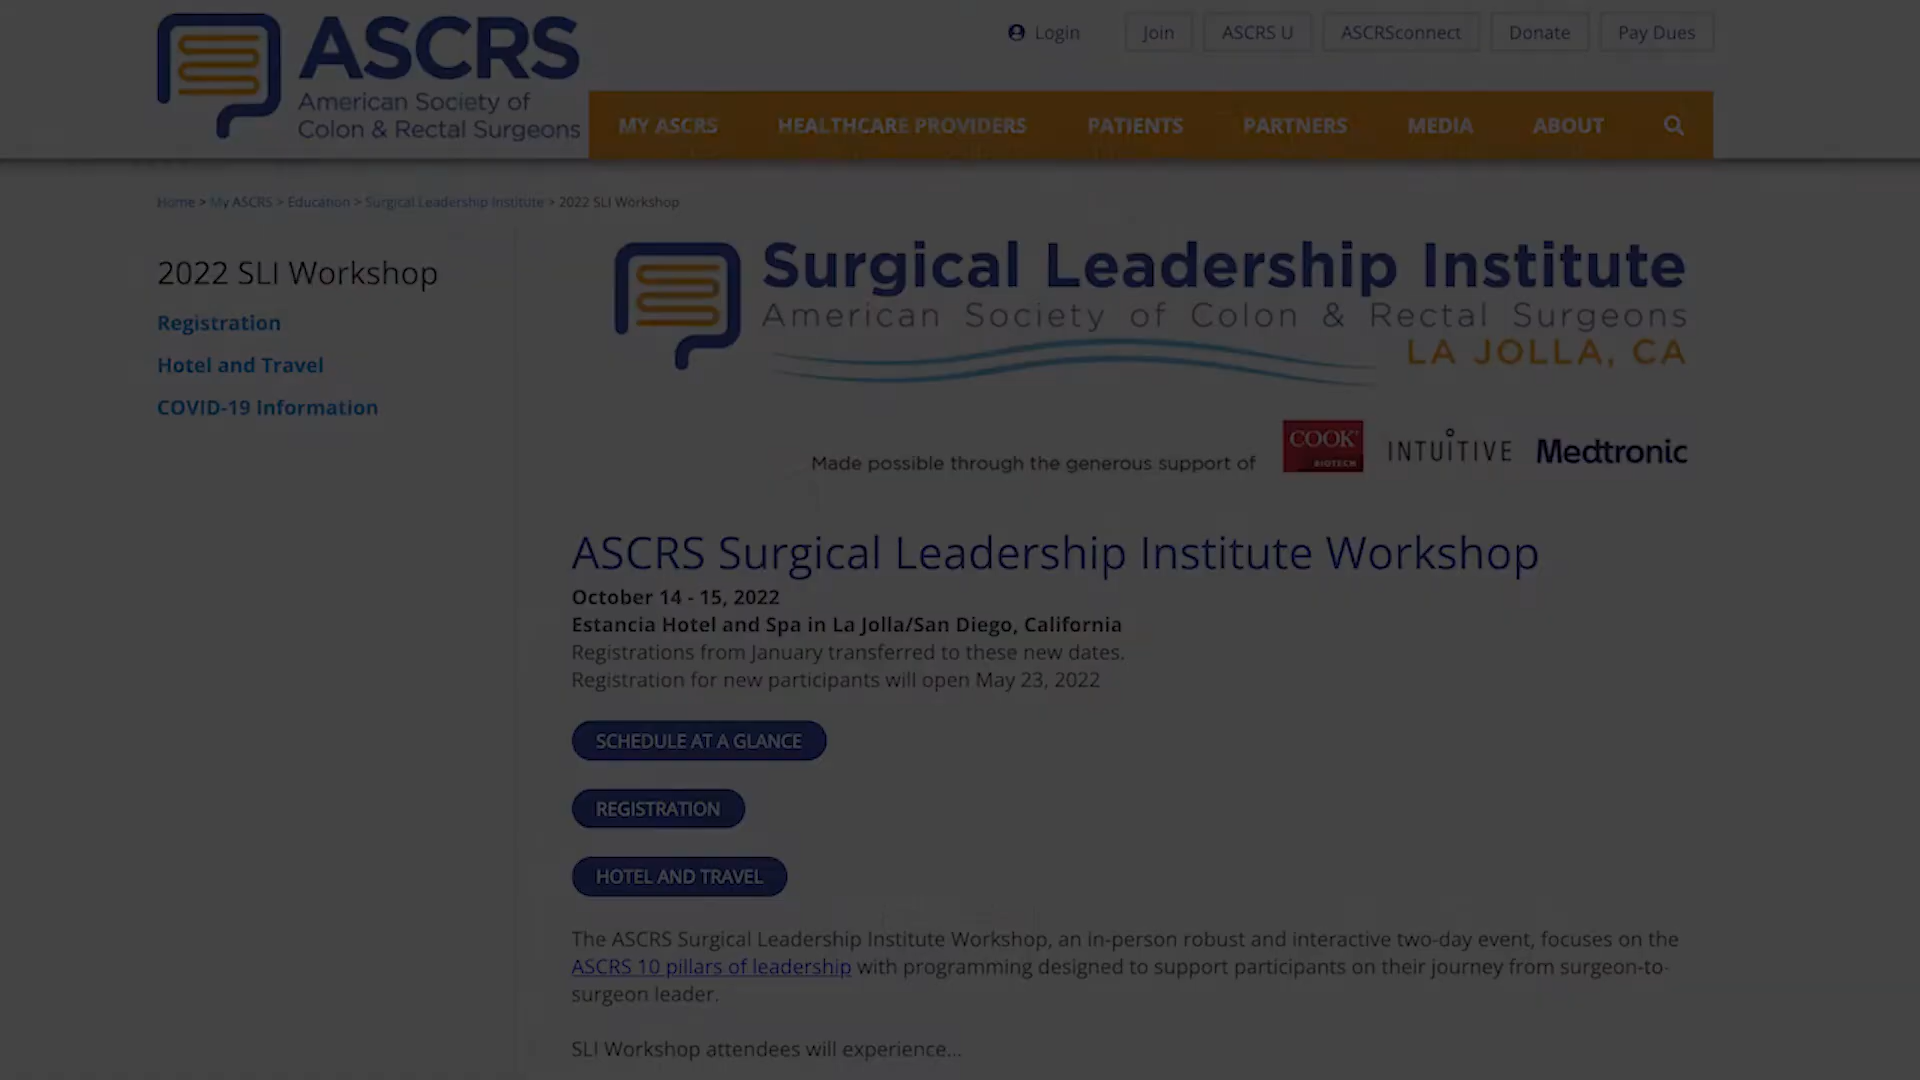 ASCRS
American Society of
Colon & Rectal Surgeons
Login
Join
ASCRS U
ASCRSconnect
Donate
Pay Dues
MY ASCRS
HEALTHCARE PROVIDERS
PATIENTS
PARTNERS
MEDIA
ABOUT
Home > My ASCRS > Education > Surgical Leadership Institute > 2022 SLI Workshop
2022 SLI Workshop
Registration
Hotel and Travel
COVID-19 Information
Surgical Leadership Institute
American Society of Colon & Rectal Surgeons
LA JOLLA, CA
Made possible through the generous support of
COOK
BIOTECH
INTUITIVE
Medtronic
ASCRS Surgical Leadership Institute Workshop
October 14 - 15, 2022
Estancia Hotel and Spa in La Jolla/San Diego, California
Registrations from January transferred to these new dates.
Registration for new participants will open May 23, 2022
SCHEDULE AT A GLANCE
REGISTRATION
HOTEL AND TRAVEL
The ASCRS Surgical Leadership Institute Workshop, an in-person robust and interactive two-day event, focuses on the
ASCRS 10 pillars of leadership with programming designed to support participants on their journey from surgeon-to-
surgeon leader.
SLI Workshop attendees will experience...